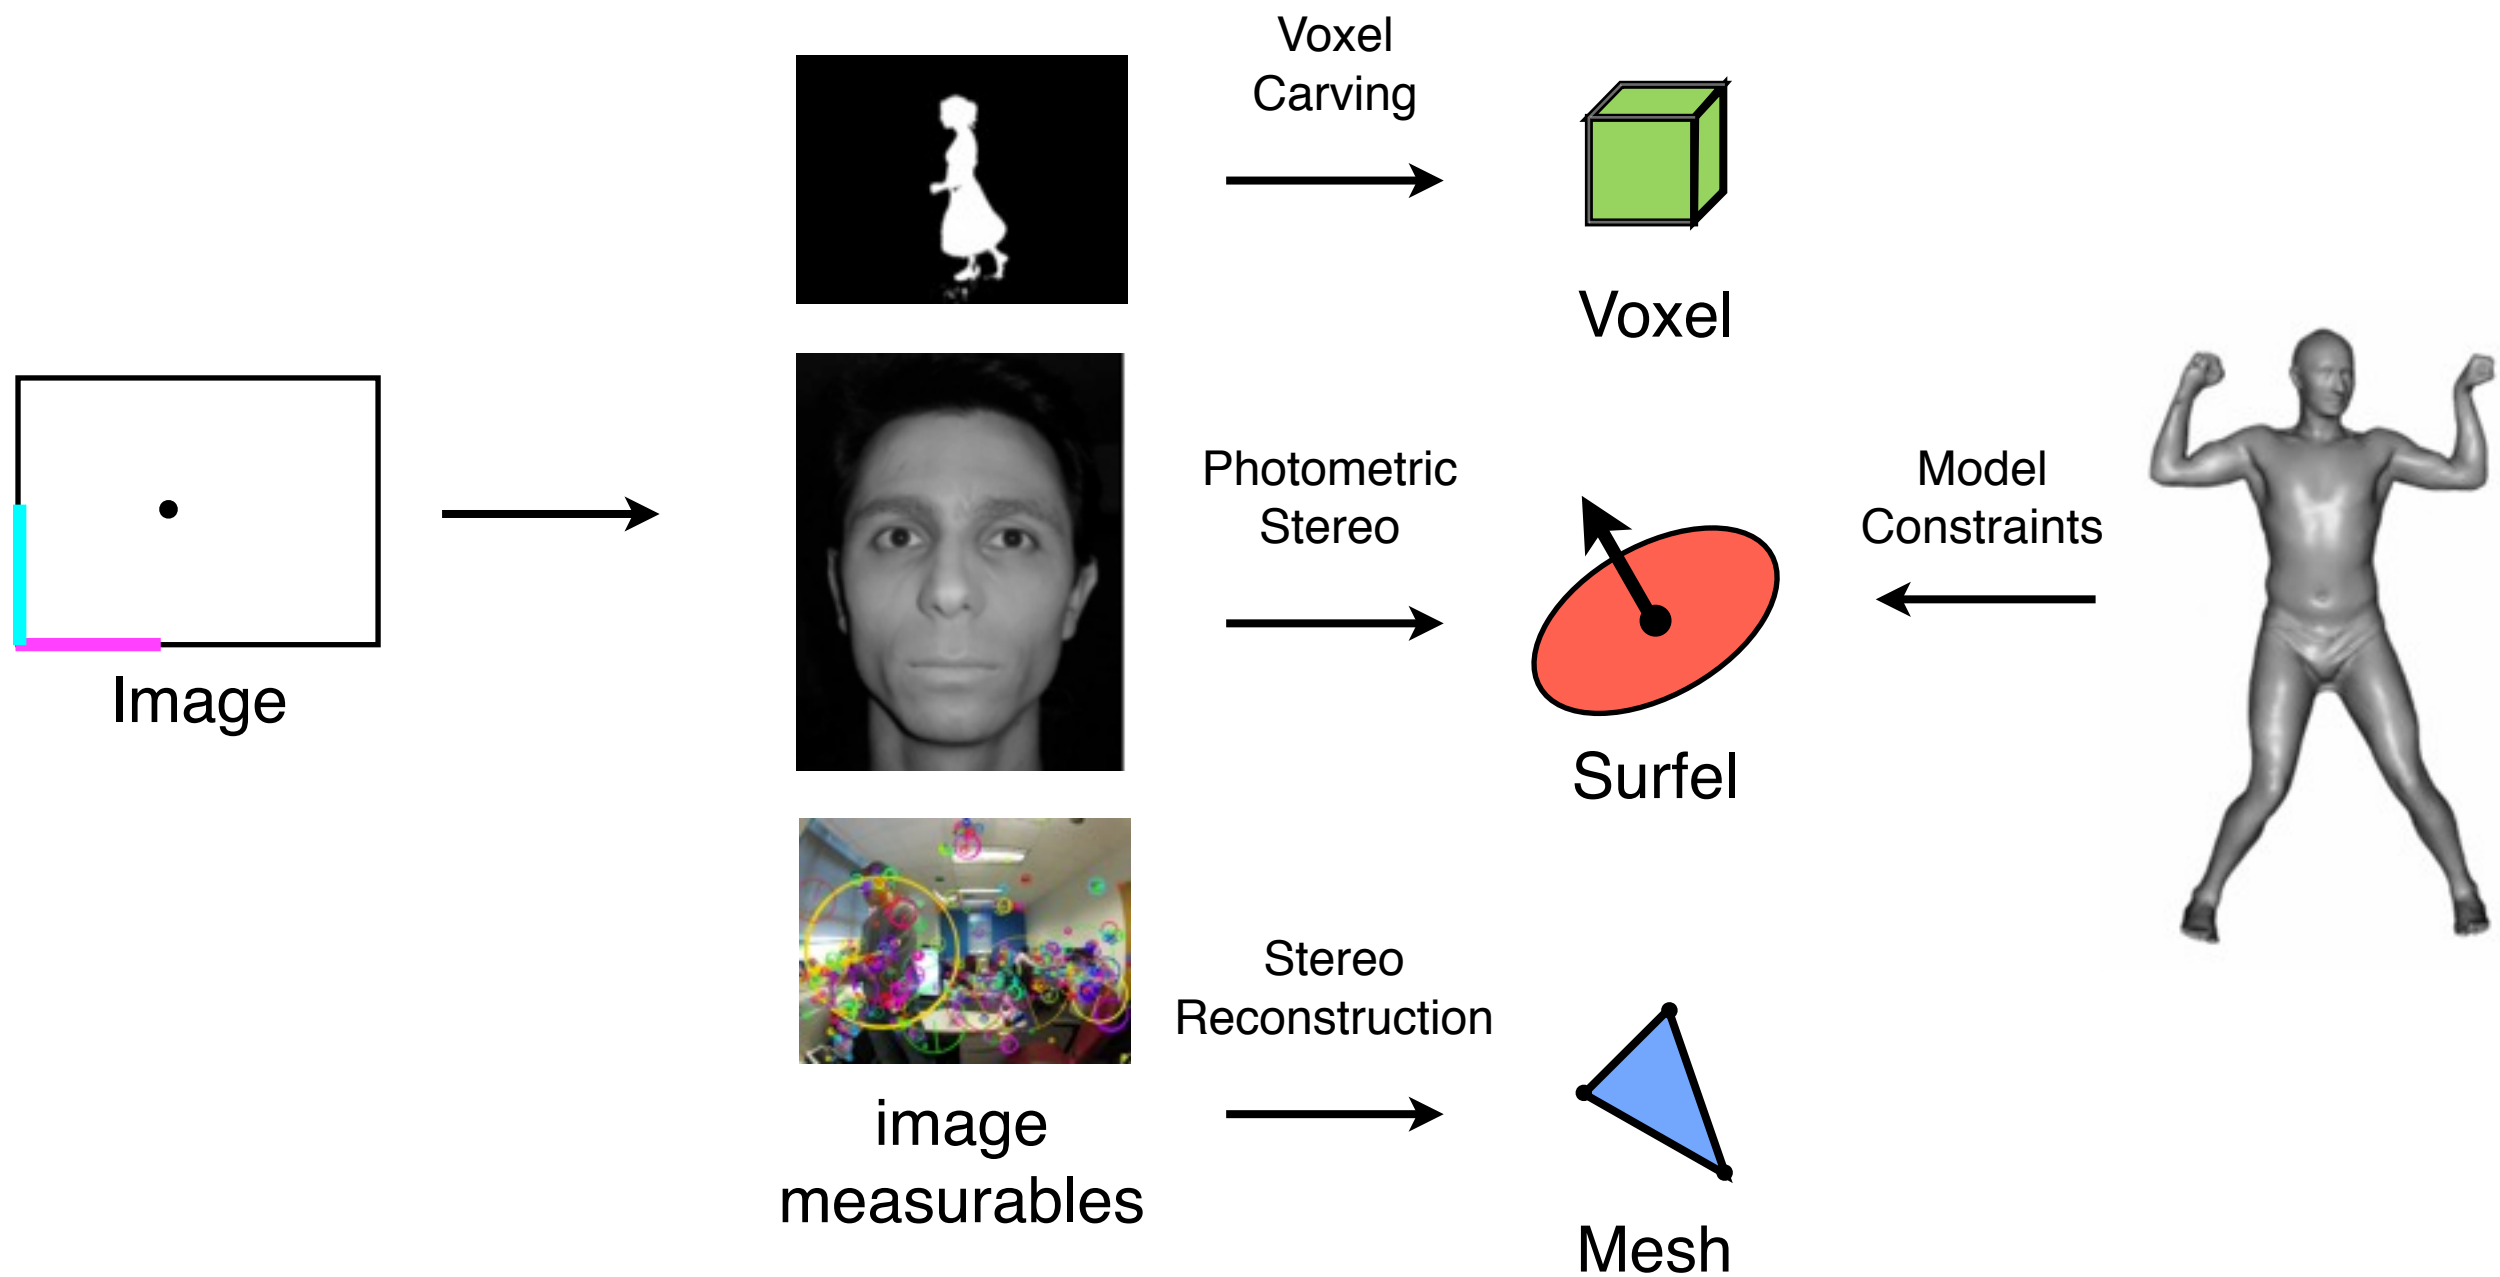 Voxel
Carving
Voxel
Image
Photometric
Stereo
Surfel
Model
Constraints
image
measurables
Stereo
Reconstruction
Mesh